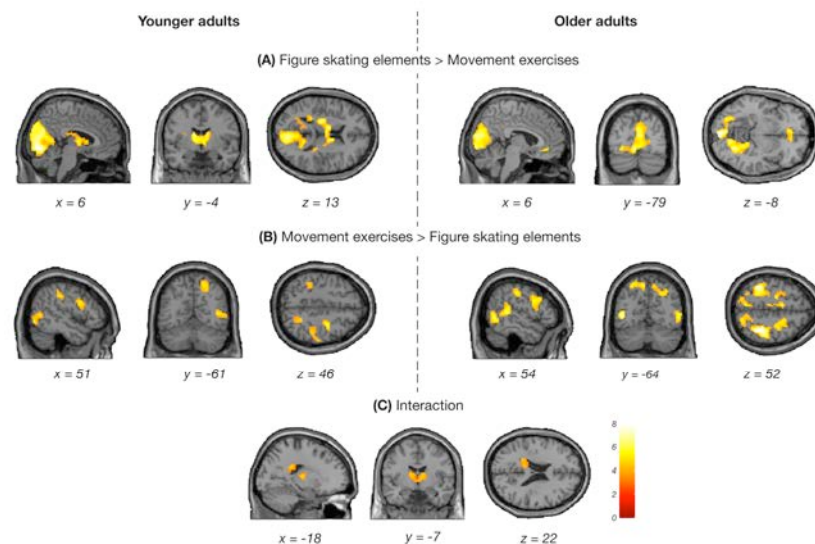 Younger adults Older adults
(A) Figure skating elements > Movement exercises
x = 6 y = -4 z = 13 x = 6 y = -79 z = -8
(B) Movement exercises > Figure skating elements
x = 51 y = -61 z = 46 x = 54 y = -64 z = 52
(C) Interaction
8
6
4
2
0
x = -18 y = -7 z = 22